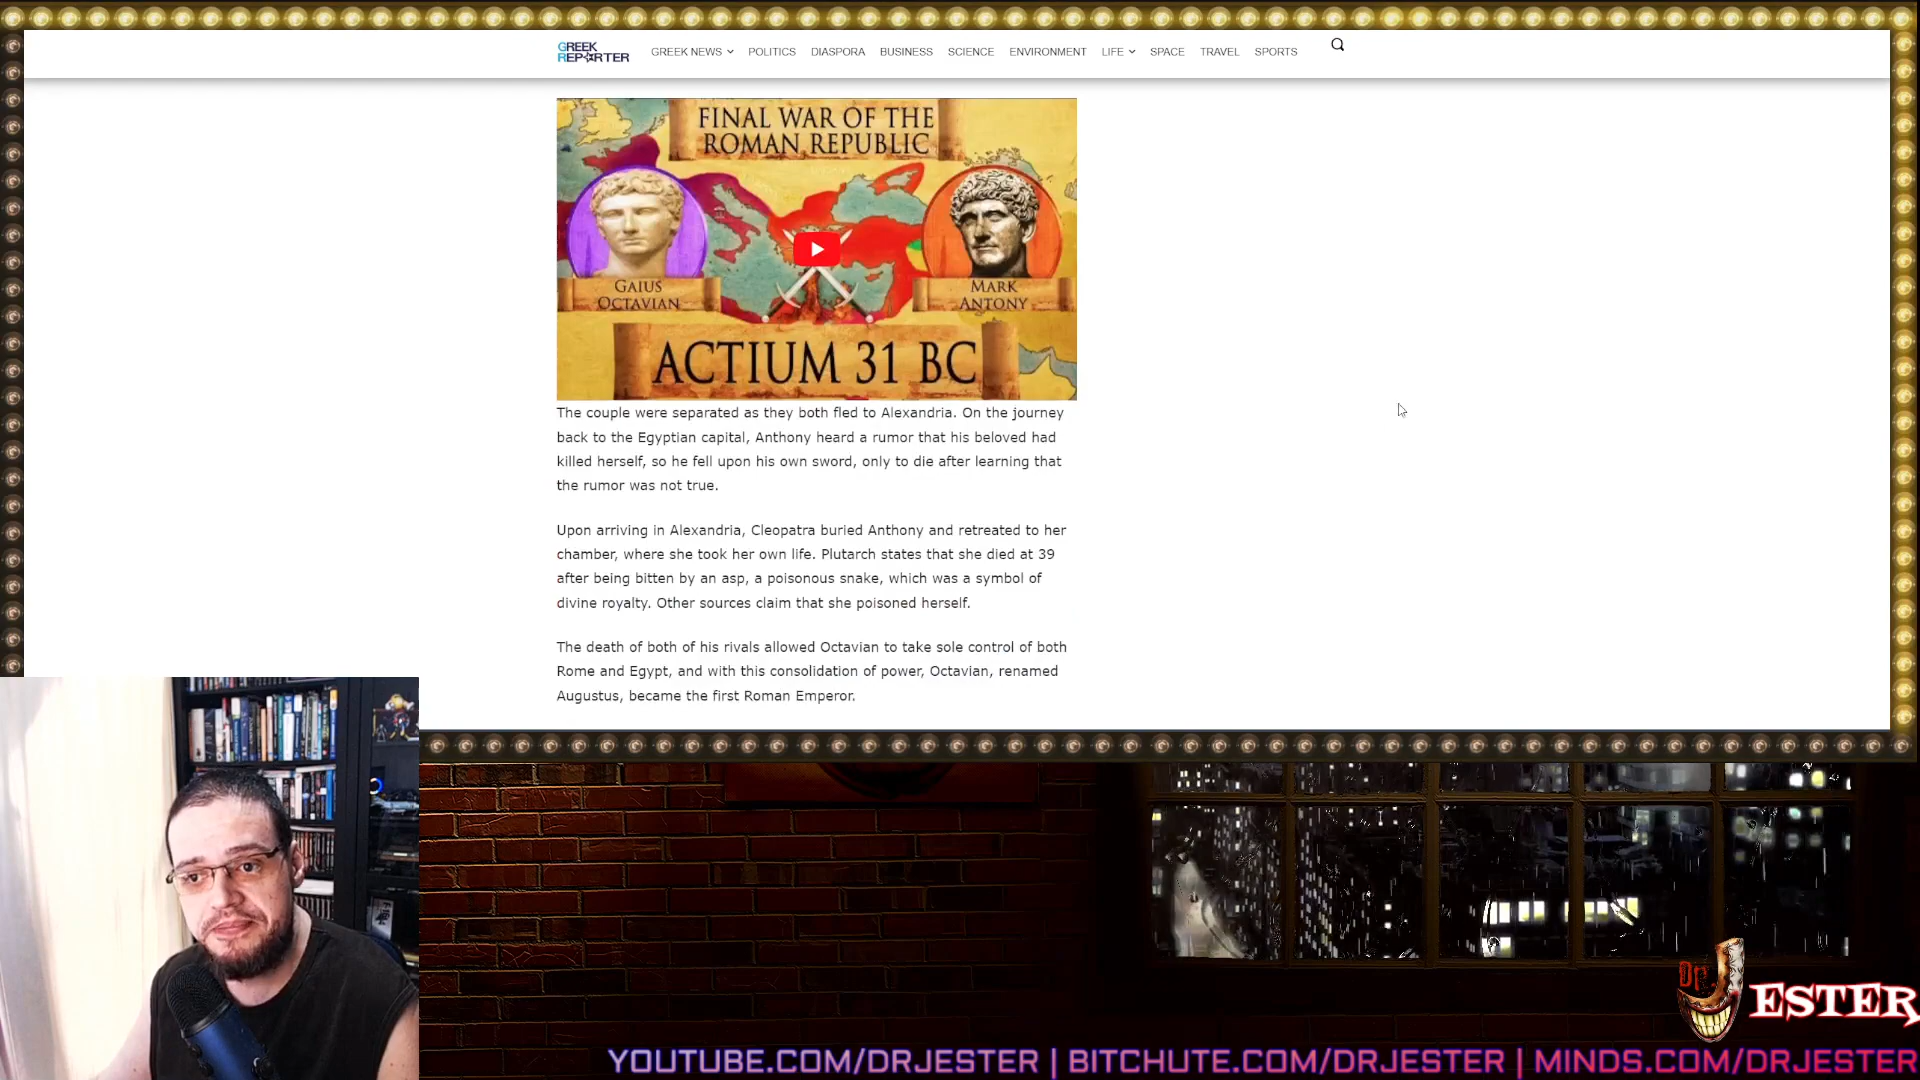 GREEK
REPORTER
GREEK NEWS POLITICS DIASPORA BUSINESS SCIENCE ENVIRONMENT LIFE SPACE TRAVEL SPORTS
FINAL WAR OF THE
ROMAN REPUBLIC
GAIUS
OCTAVIAN
MARK
ANTONY
ACTIUM 31 BC
The couple were separated as they both fled to Alexandria. On the journey
back to the Egyptian capital, Anthony heard a rumor that his beloved had
killed herself, so he fell upon his own sword, only to die after learning that
the rumor was not true.
Upon arriving in Alexandria, Cleopatra buried Anthony and retreated to her
chamber, where she took her own life. Plutarch states that she died at 39
after being bitten by an asp, a poisonous snake, which was a symbol of
divine royalty. Other sources claim that she poisoned herself.
The death of both of his rivals allowed Octavian to take sole control of both
Rome and Egypt, and with this consolidation of power, Octavian, renamed
Augustus, became the first Roman Emperor.
Dr. JESTER
YOUTUBE.COM/DRJESTER | BITCHUTE.COM/DRJESTER | MINDS.COM/DRJESTER